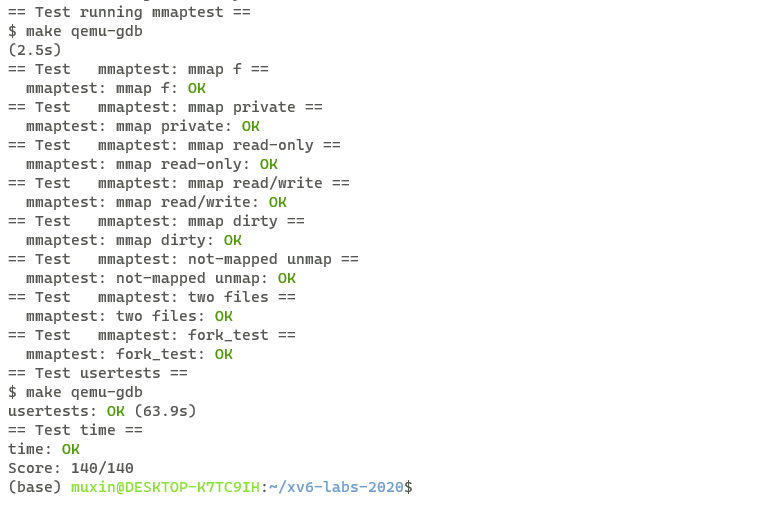 == Test running mmaptest ==
$ make qemu-gdb
(2.5s)
== Test   mmaptest: mmap f ==
  mmaptest: mmap f: OK
== Test   mmaptest: mmap private ==
  mmaptest: mmap private: OK
== Test   mmaptest: mmap read-only ==
  mmaptest: mmap read-only: OK
== Test   mmaptest: mmap read/write ==
  mmaptest: mmap read/write: OK
== Test   mmaptest: mmap dirty ==
  mmaptest: mmap dirty: OK
== Test   mmaptest: not-mapped unmap ==
  mmaptest: not-mapped unmap: OK
== Test   mmaptest: two files ==
  mmaptest: two files: OK
== Test   mmaptest: fork_test ==
  mmaptest: fork_test: OK
== Test usertests ==
$ make qemu-gdb
usertests: OK (63.9s)
== Test time ==
time: OK
Score: 140/140
(base) muxin@DESKTOP-K7TC9IH:~/xv6-labs-2020$